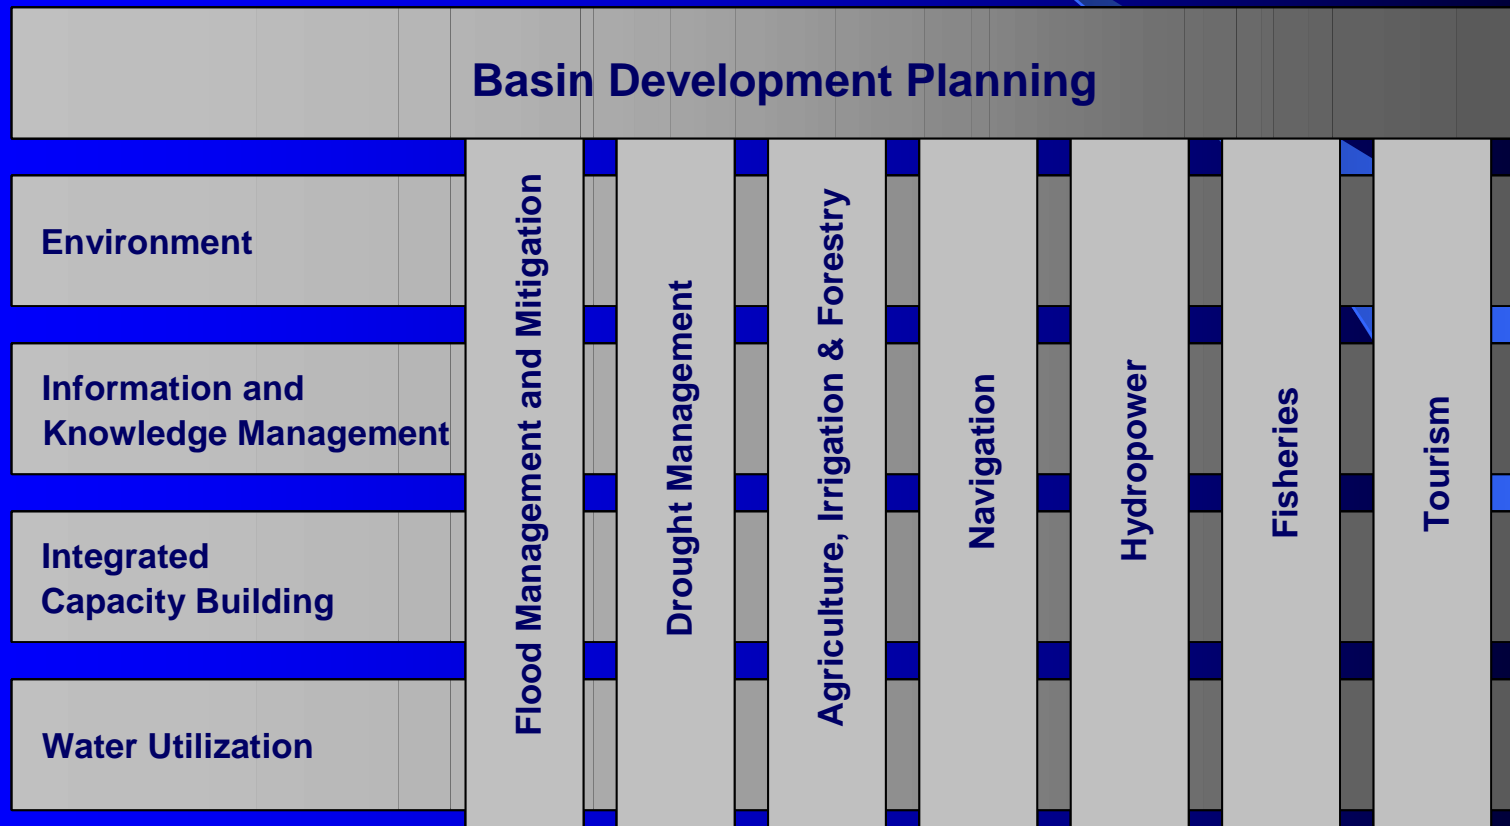 Basin Development Planning
Environment
Information and
Knowledge Management
Integrated
Capacity Building
Water Utilization
Flood Management and Mitigation
Drought Management
Agriculture, Irrigation & Forestry
Navigation
Hydropower
Fisheries
Tourism